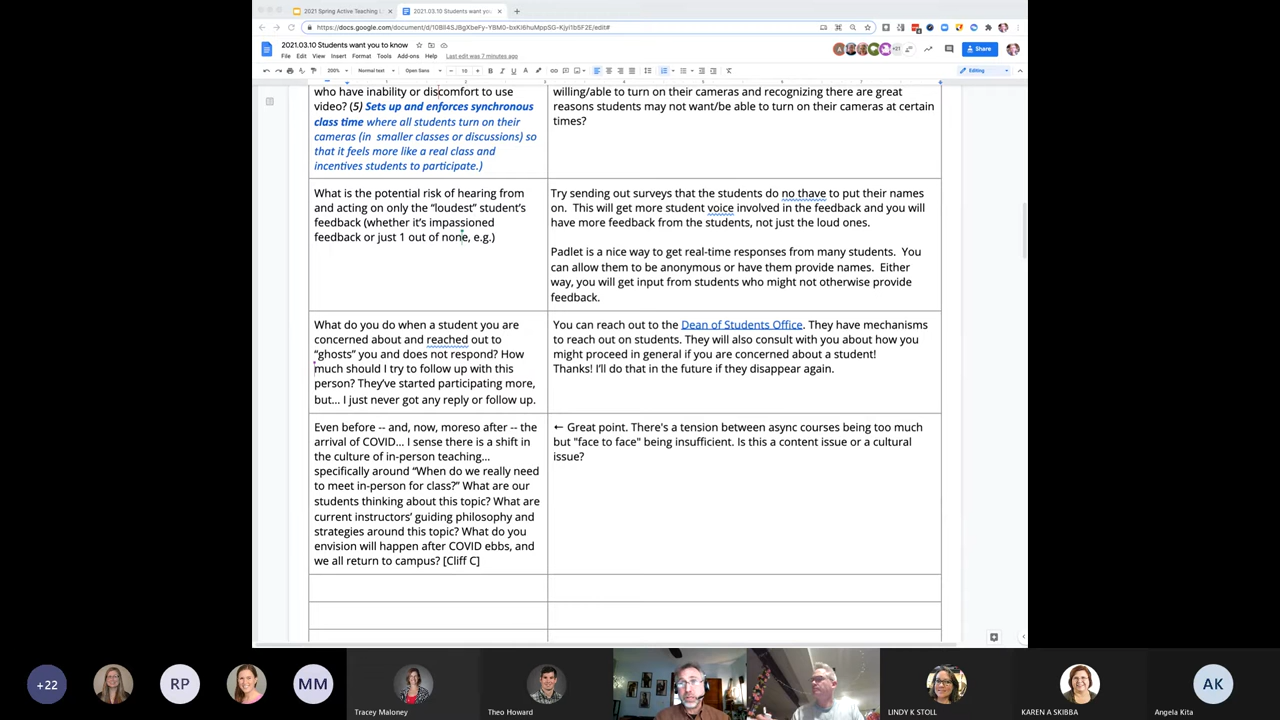 2021 Spring Active Teaching L
2021.03.10 Students want you t
https://docs.google.com/document/d/10Bil4SJBgXbeFy-YBM0-bxKl6huMppSG-Kjyi1b5F2E/edit#
2021.03.10 Students want you to know
File Edit View Insert Format Tools Add-ons Help Last edit was 7 minutes ago
+21
Share
200% Normal text Open Sans 10
Editing
who have inability or discomfort to use
video? (5) Sets up and enforces synchronous
class time where all students turn on their
cameras (in smaller classes or discussions) so
that it feels more like a real class and
incentives students to participate.)
willing/able to turn on their cameras and recognizing there are great
reasons students may not want/be able to turn on their cameras at certain
times?
What is the potential risk of hearing from
and acting on only the “loudest” student’s
feedback (whether it’s impassioned
feedback or just 1 out of none, e.g.)
Try sending out surveys that the students do no thave to put their names
on. This will get more student voice involved in the feedback and you will
have more feedback from the students, not just the loud ones.
Padlet is a nice way to get real-time responses from many students. You
can allow them to be anonymous or have them provide names. Either
way, you will get input from students who might not otherwise provide
feedback.
What do you do when a student you are
concerned about and reached out to
“ghosts” you and does not respond? How
much should I try to follow up with this
person? They’ve started participating more,
but… I just never got any reply or follow up.
You can reach out to the Dean of Students Office. They have mechanisms
to reach out on students. They will also consult with you about how you
might proceed in general if you are concerned about a student!
Thanks! I’ll do that in the future if they disappear again.
Even before -- and, now, moreso after -- the
arrival of COVID… I sense there is a shift in
the culture of in-person teaching…
specifically around “When do we really need
to meet in-person for class?” What are our
students thinking about this topic? What are
current instructors’ guiding philosophy and
strategies around this topic? What do you
envision will happen after COVID ebbs, and
we all return to campus? [Cliff C]
← Great point. There's a tension between async courses being too much
but "face to face" being insufficient. Is this a content issue or a cultural
issue?
+22
RP
MM
AK
Tracey Maloney
Theo Howard
LINDY K STOLL
KAREN A SKIBBA
Angela Kita